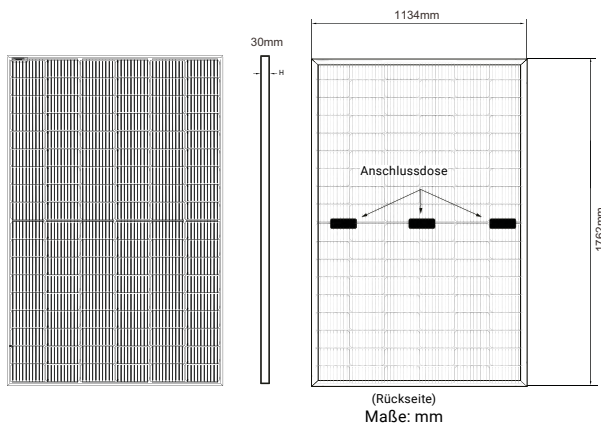 1134mm
30mm
H
Anschlussdose
1762mm
(Rückseite)
Maße: mm